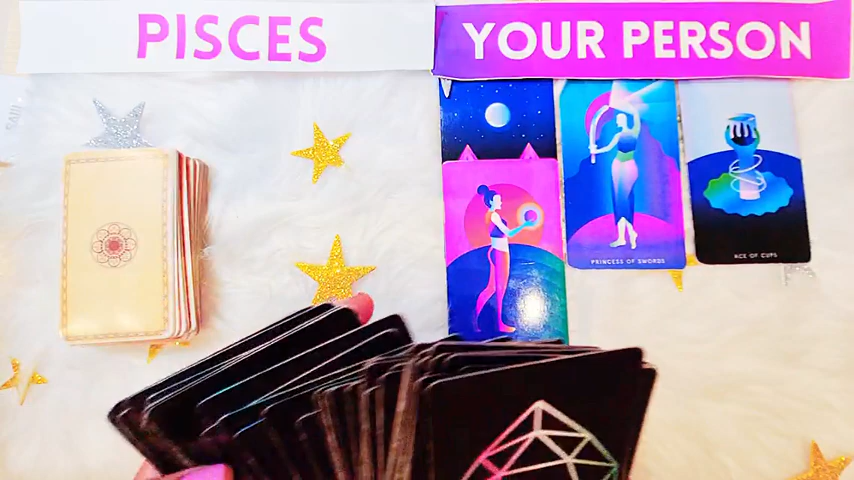 PISCES
YOUR PERSON
PRINCESS OF SWORDS
ACE OF CUPS